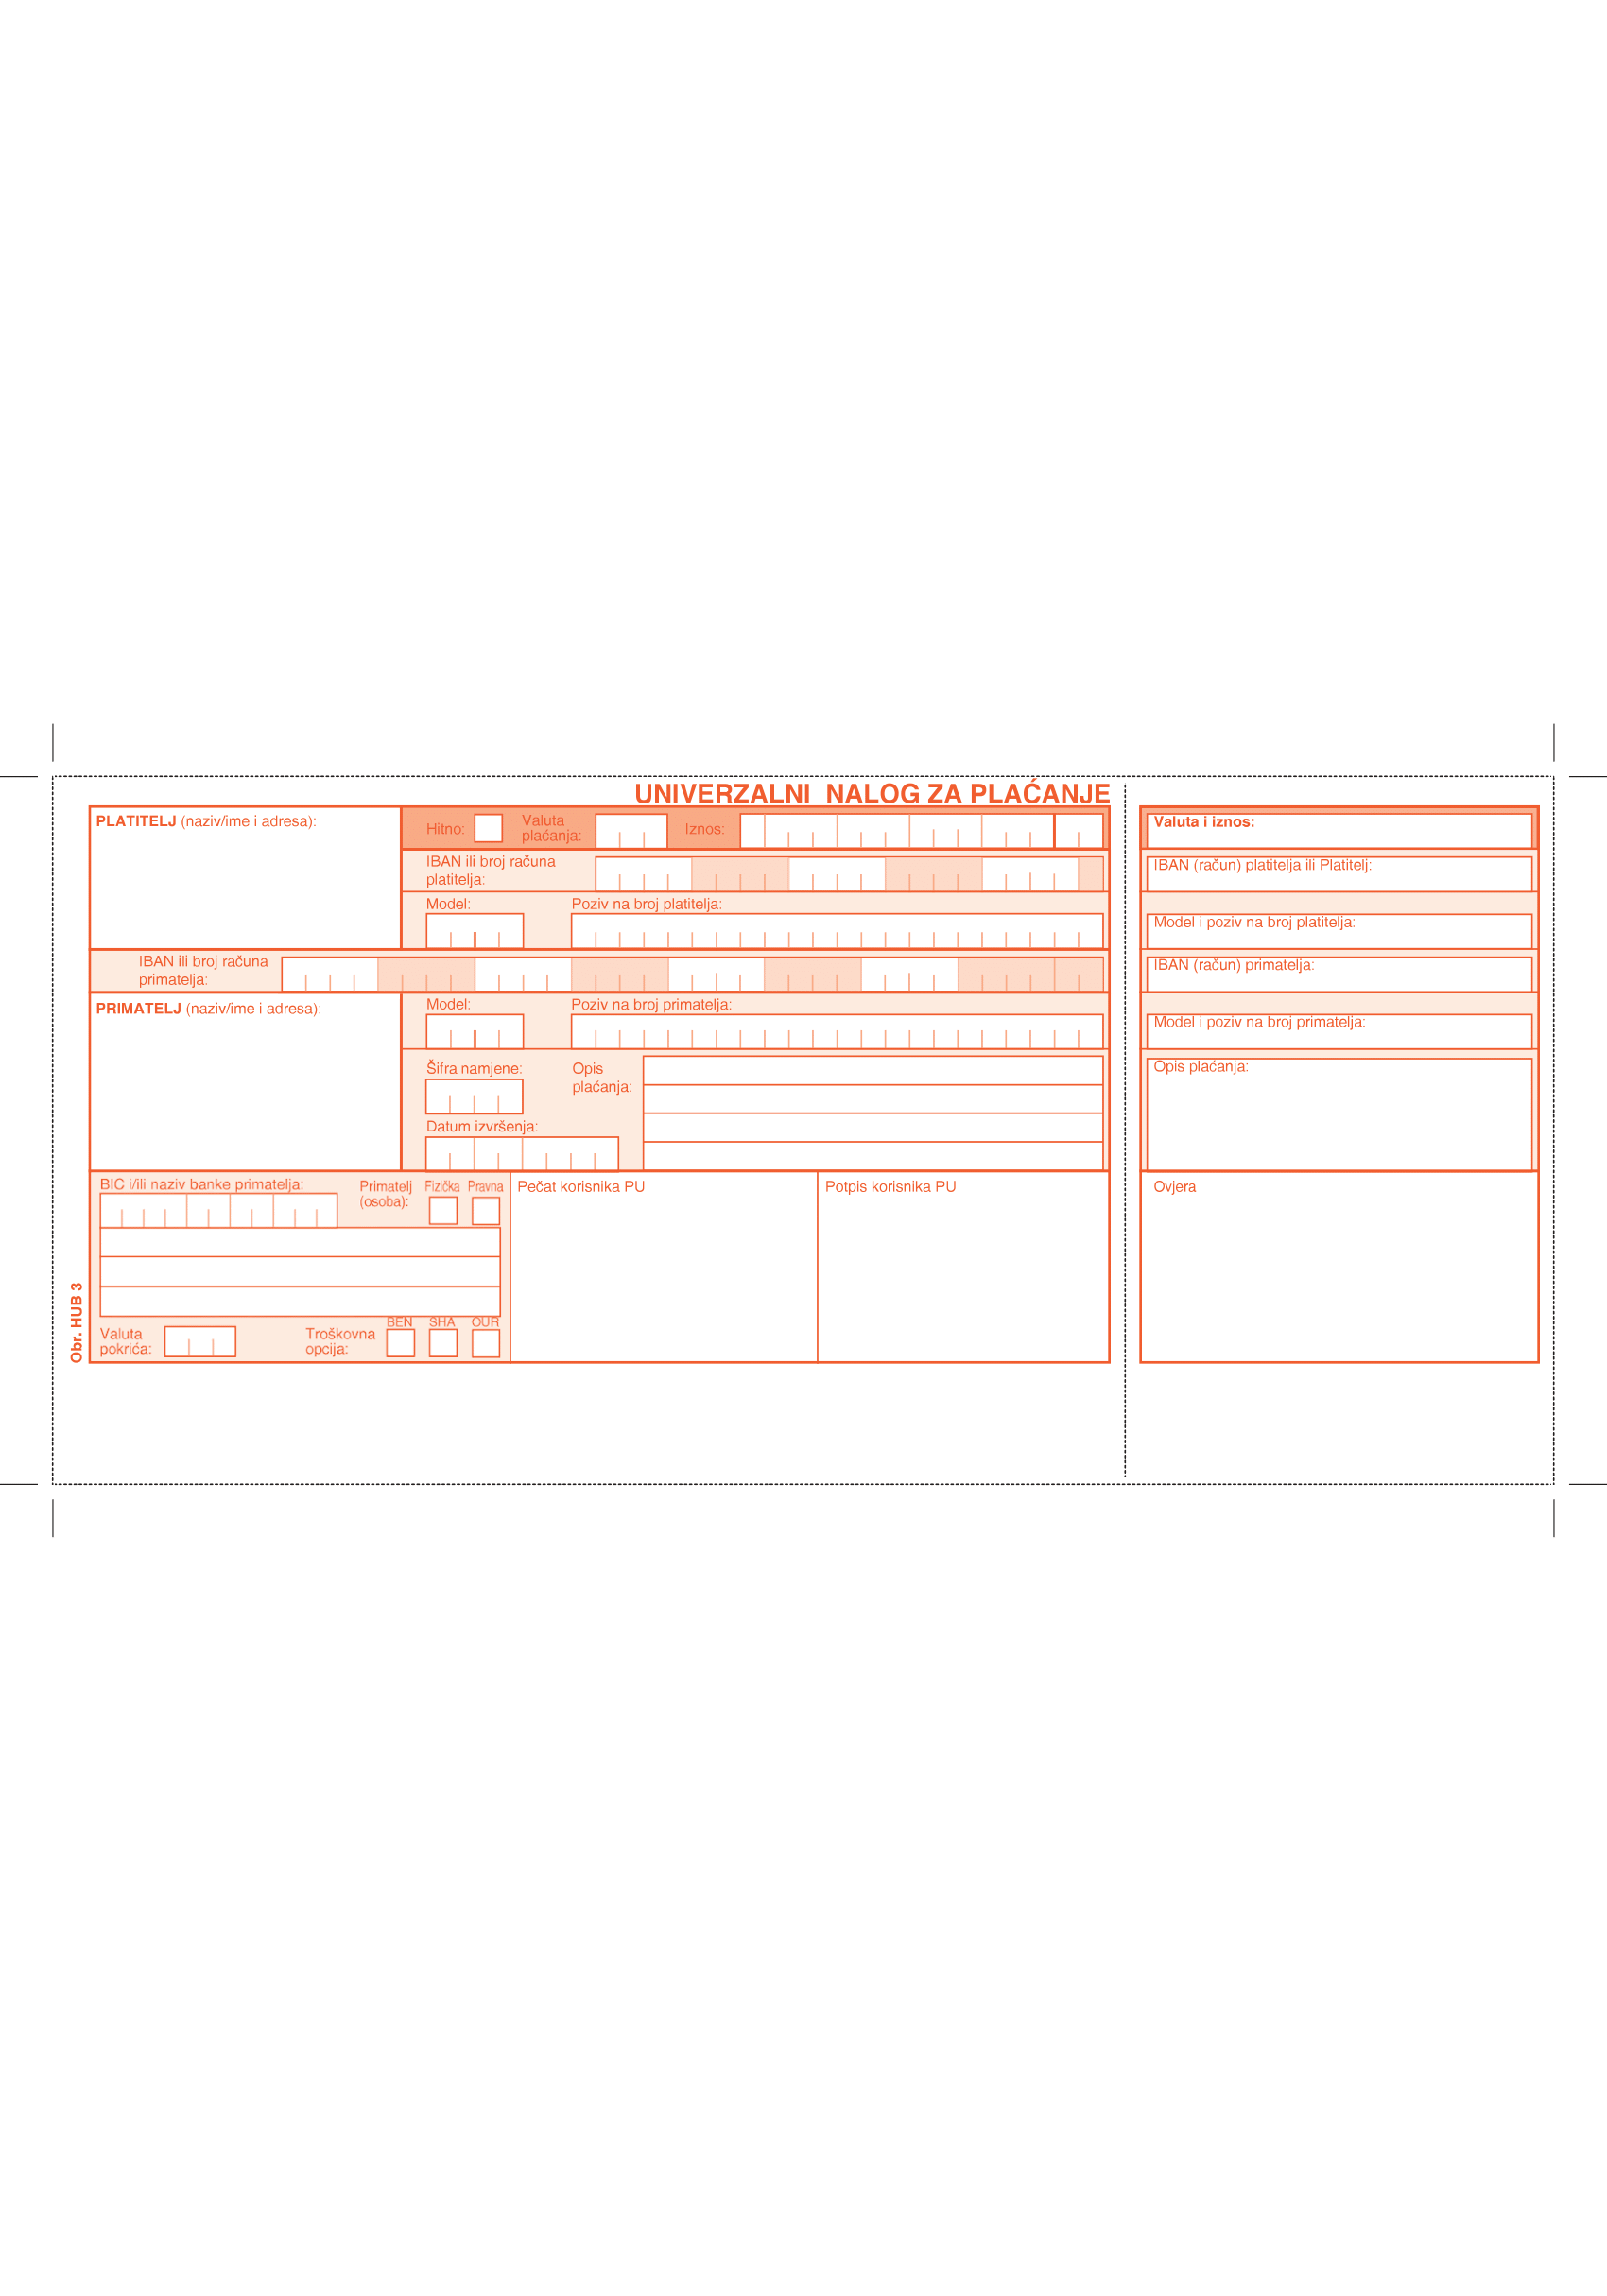 UNIVERZALNI NALOG ZA PLAĆANJE
PLATITELJ (naziv/ime i adresa):
Hitno:
Valuta
plaćanja:
Iznos:
IBAN ili broj računa
platitelja:
Model:
Poziv na broj platitelja:
IBAN ili broj računa
primatelja:
PRIMATELJ (naziv/ime i adresa):
Model:
Poziv na broj primatelja:
Šifra namjene:
Opis
plaćanja:
Datum izvršenja:
BIC i/ili naziv banke primatelja:
Primatelj
(osoba):
Fizička
Pravna
Valuta
pokrića:
Troškovna
opcija:
BEN
SHA
OUR
Pečat korisnika PU
Potpis korisnika PU
Obr. HUB 3
Valuta i iznos:
IBAN (račun) platitelja ili Platitelj:
Model i poziv na broj platitelja:
IBAN (račun) primatelja:
Model i poziv na broj primatelja:
Opis plaćanja:
Ovjera